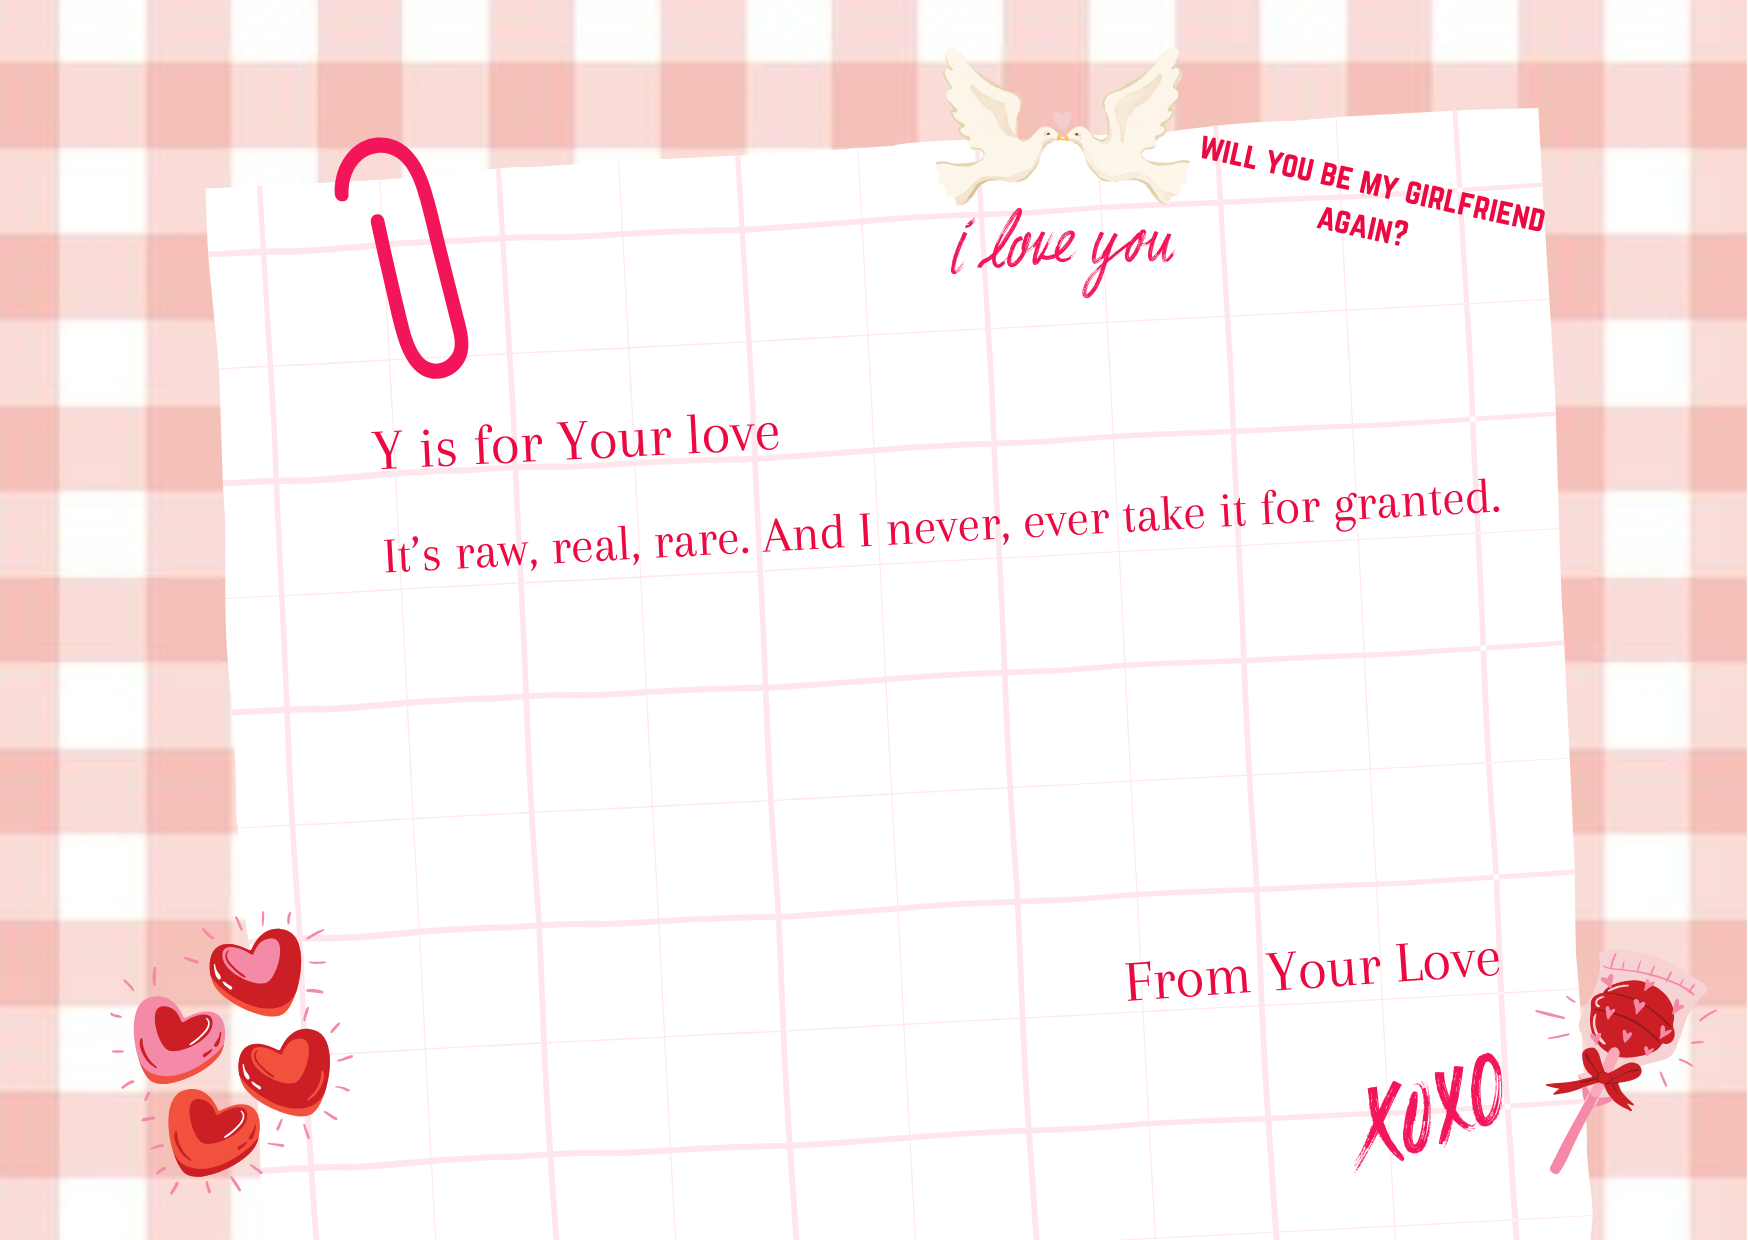 WILL YOU BE MY GIRLFRIEND
AGAIN?
i love you
Y is for Your love
It's raw, real, rare. And I never, ever take it for granted.
From Your Love
XOXO